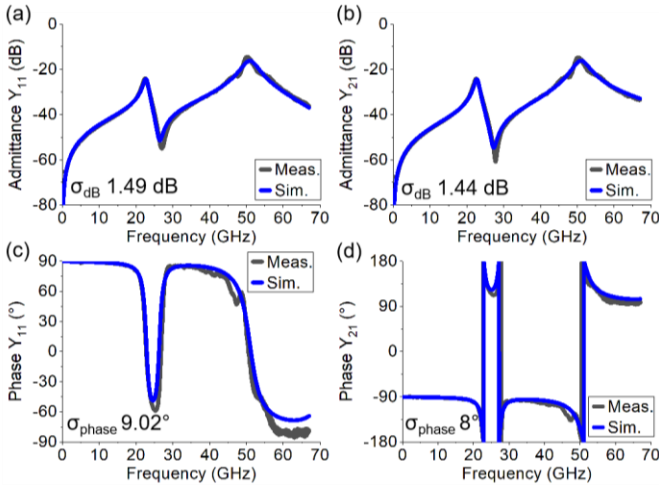 (a)
0
-20
-40
-60
-80
Admittance Y11 (dB)
σdB 1.49 dB
Meas.
Sim.
0 10 20 30 40 50 60 70
Frequency (GHz)
(b)
0
-20
-40
-60
-80
Admittance Y21 (dB)
σdB 1.44 dB
Meas.
Sim.
0 10 20 30 40 50 60 70
Frequency (GHz)
(c)
90
60
30
0
-30
-60
-90
Phase Y11 (°)
σphase 9.02°
Meas.
Sim.
0 10 20 30 40 50 60 70
Frequency (GHz)
(d)
180
90
0
-90
-180
Phase Y21 (°)
σphase 8°
Meas.
Sim.
0 10 20 30 40 50 60 70
Frequency (GHz)